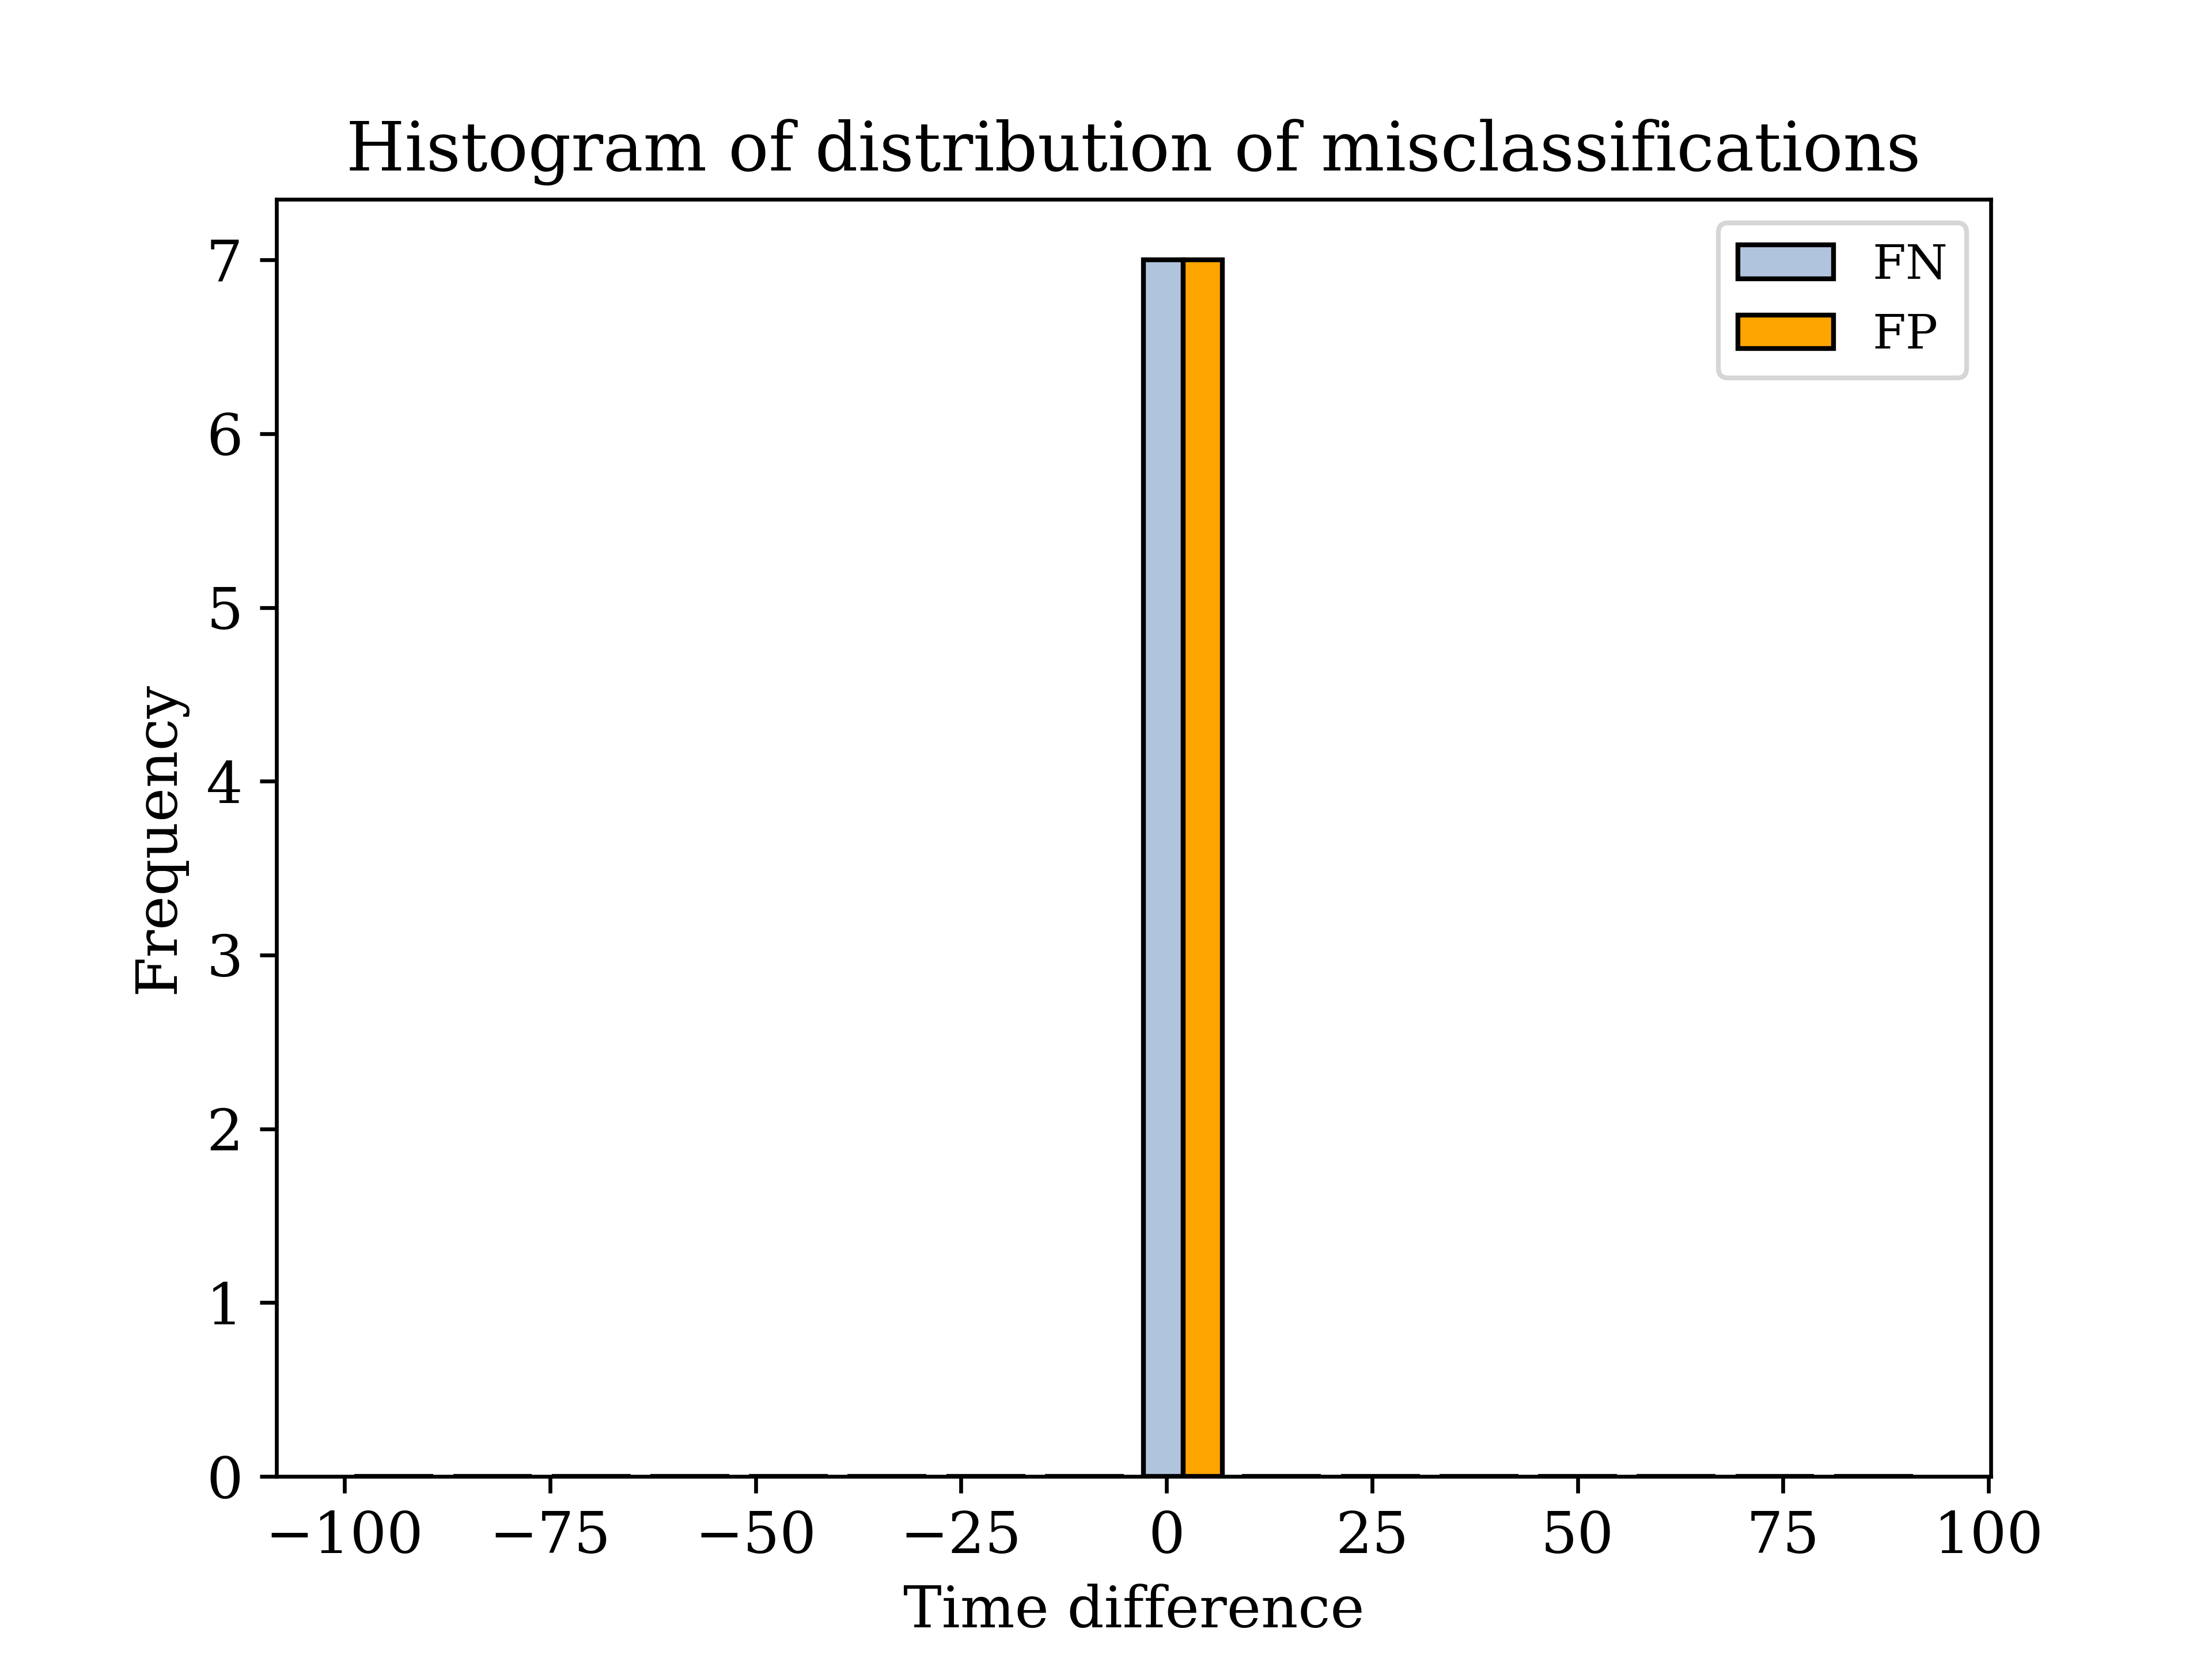 Histogram of distribution of misclassifications
FN
FP
7
6
5
4
3
2
1
0
Frequency
−100 −75 −50 −25 0 25 50 75 100
Time difference